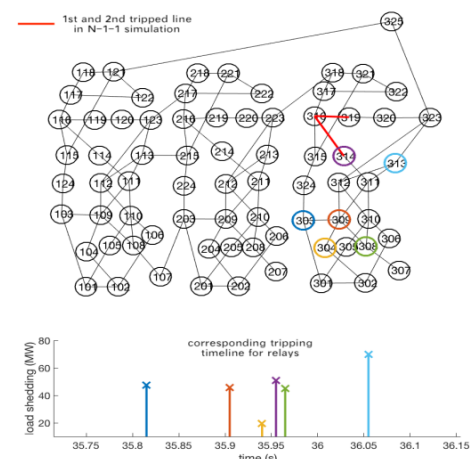 1st and 2nd tripped line
in N-1-1 simulation
325
118 121 218 221 318 321
117 122 217 222 317 322
116 119 120 123 216 219 220 223 319 320 323
115 114 113 215 214 213 315 314 313
124 112 111 224 212 211 324 312 311
103 109 110 203 209 210 303 309 310
106 206 306
104 105 108 204 205 208 304 305 308
107 207 307
101 102 201 202 301 302
corresponding tripping
timeline for relays
load shedding (MW)
80
60
40
20
35.75 35.8 35.85 35.9 35.95 36 36.05 36.1 36.15
time (s)